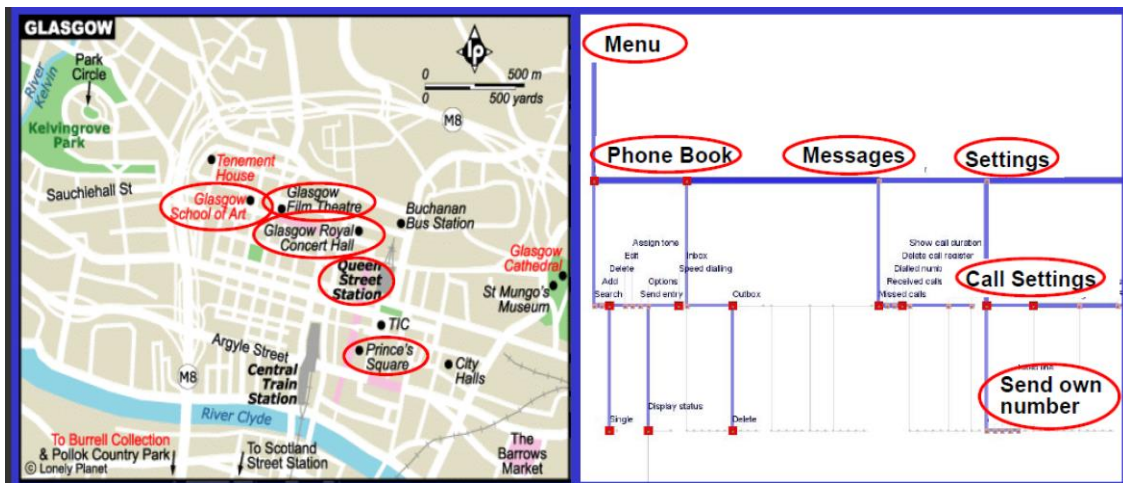 GLASGOW
River
Kelvin
Park
Circle
Kelvingrove
Park
lp
0 500 m
0 500 yards
M8
Sauchiehall St
Tenement
House
Glasgow
School of Art
Glasgow
Film Theatre
Glasgow Royal
Concert Hall
Buchanan
Bus Station
Queen
Street
Station
Glasgow
Cathedral
St Mungo's
Museum
TIC
Argyle Street
Prince's
Square
Central
Train
Station
City
Halls
M8
River Clyde
To Burrell Collection
& Pollok Country Park
© Lonely Planet
To Scotland
Street Station
The
Barrows
Market
Menu
Phone Book
Messages
Settings
Assign tone
Edit
Delete
Add
Search
Inbox
Speed dialling
Options
Send entry
Outbox
Show call duration
Delete call register
Dialled numb
Received calls
Missed calls
Call Settings
Send own
number
Single
Display status
Delete